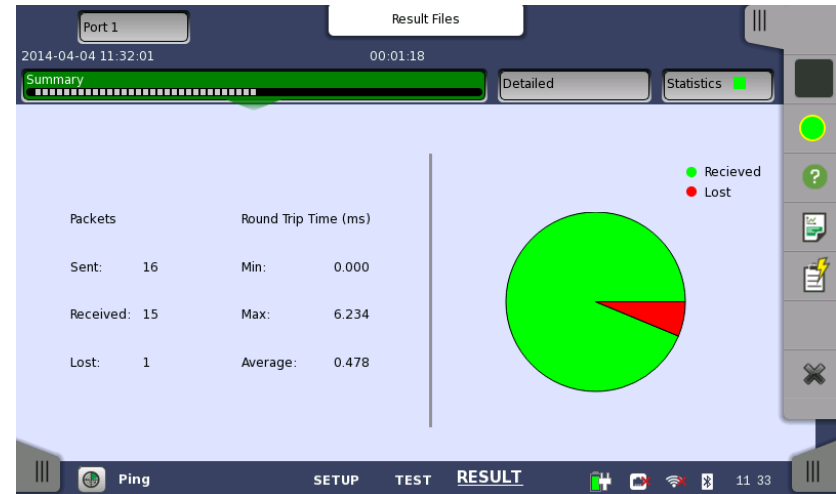 Port 1
Result Files
2014-04-04 11:32:01
00:01:18
Summary
Detailed
Statistics
Recieved
Lost
Packets
Round Trip Time (ms)
Sent: 16
Min: 0.000
Received: 15
Max: 6.234
Lost: 1
Average: 0.478
?
Ping
SETUP
TEST
RESULT
11 33